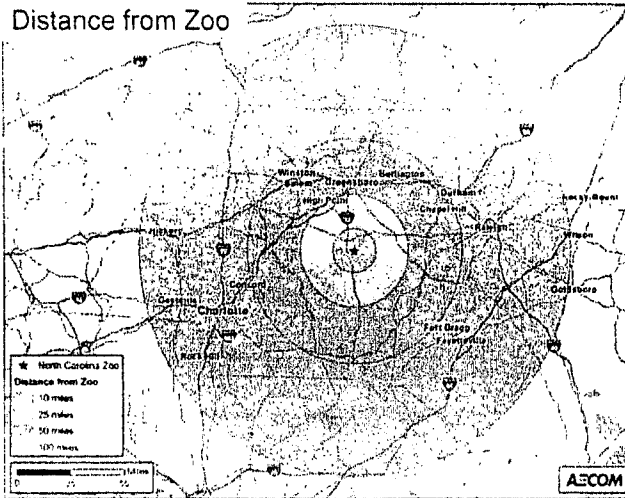 Distance from Zoo
Winston
Salem
Greensboro
Burlington
High Point
Durham
Chapel Hill
Raleigh
Rocky Mount
Wilson
Hickory
Goldsboro
Concord
Gastonia
Charlotte
Fort Bragg
Fayetteville
Rock Hill
North Carolina Zoo
Distance from Zoo
10 miles
25 miles
50 miles
100 miles
Miles
AECOM